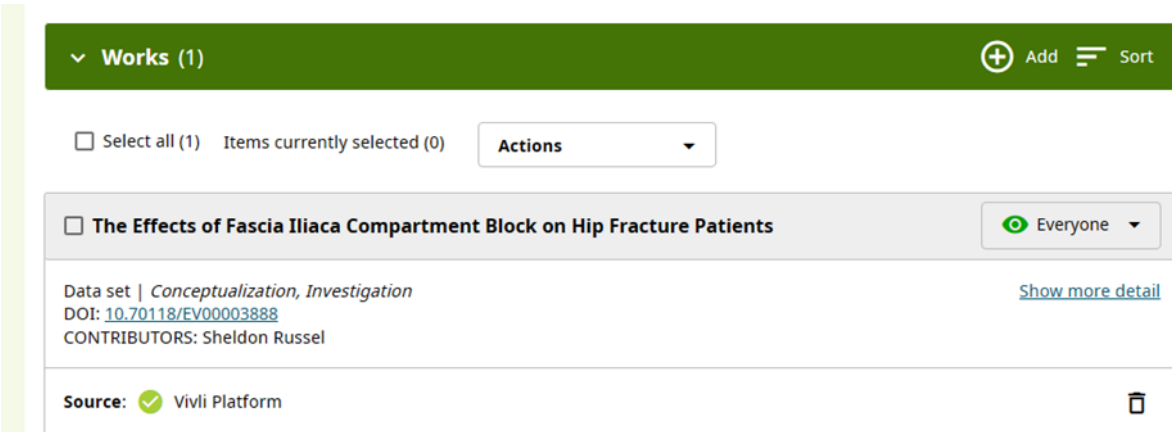 Works (1)
Add
Sort
Select all (1)
Items currently selected (0)
Actions
The Effects of Fascia Iliaca Compartment Block on Hip Fracture Patients
Everyone
Data set | Conceptualization, Investigation
Show more detail
DOI: 10.70118/EV00003888
CONTRIBUTORS: Sheldon Russel
Source: Vivli Platform